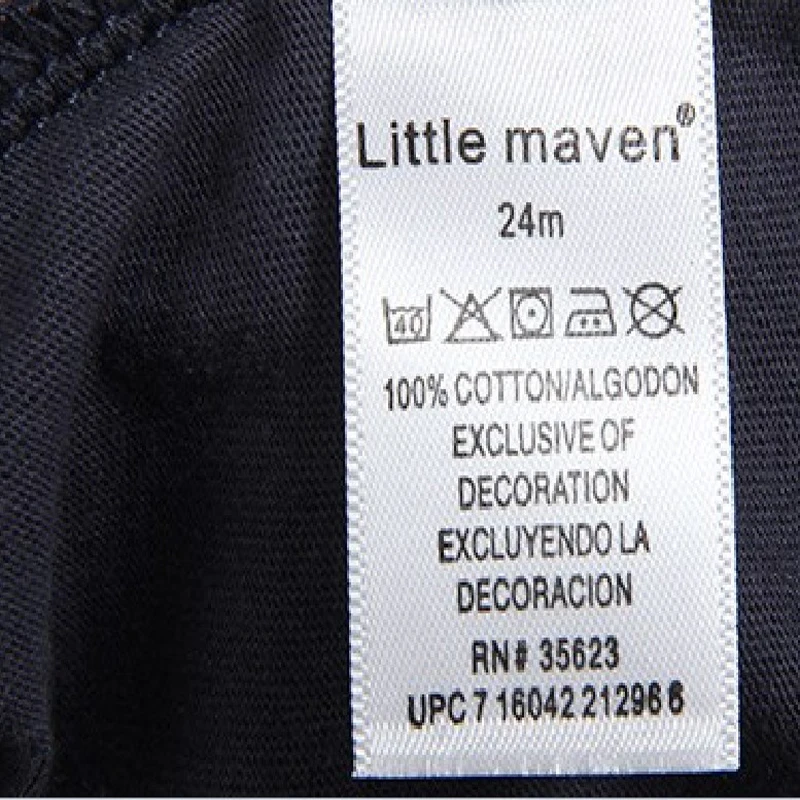 Little maven®
24m
40
100% COTTON/ALGODON
EXCLUSIVE OF
DECORATION
EXCLUYENDO LA
DECORACION
RN# 35623
UPC 7 16042 21296 6